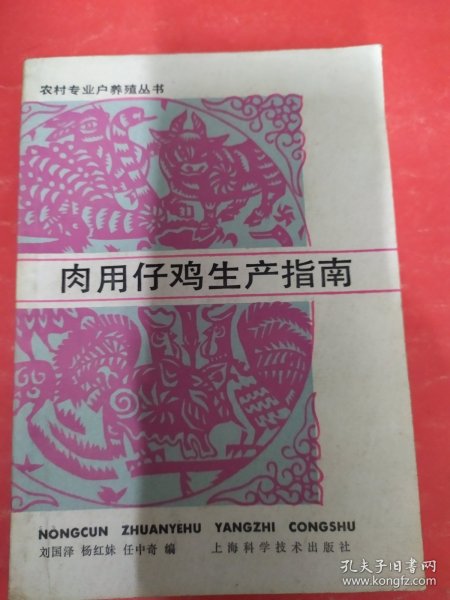 农村专业户养殖丛书
肉用仔鸡生产指南
NONGCUN ZHUANYEHU YANGZHI CONGSHU
刘国泽 杨红妹 任中奇 编 上海科学技术出版社
孔夫子旧书网
www.kongfz.com